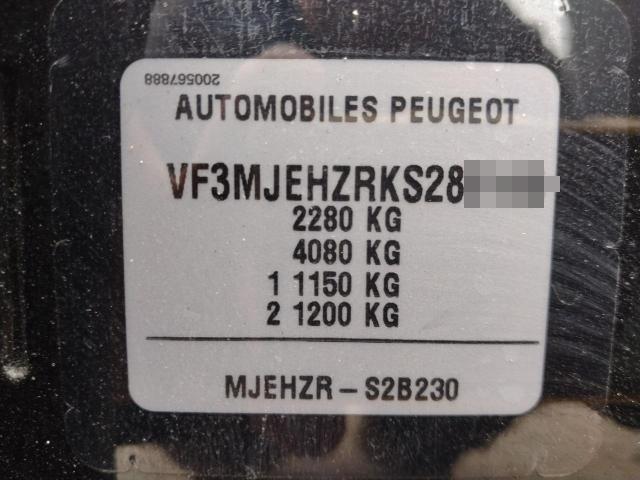 200567888
AUTOMOBILES PEUGEOT
VF3MJEHZRKS28
2280 KG
4080 KG
1 1150 KG
2 1200 KG
MJEHZR - S2B230